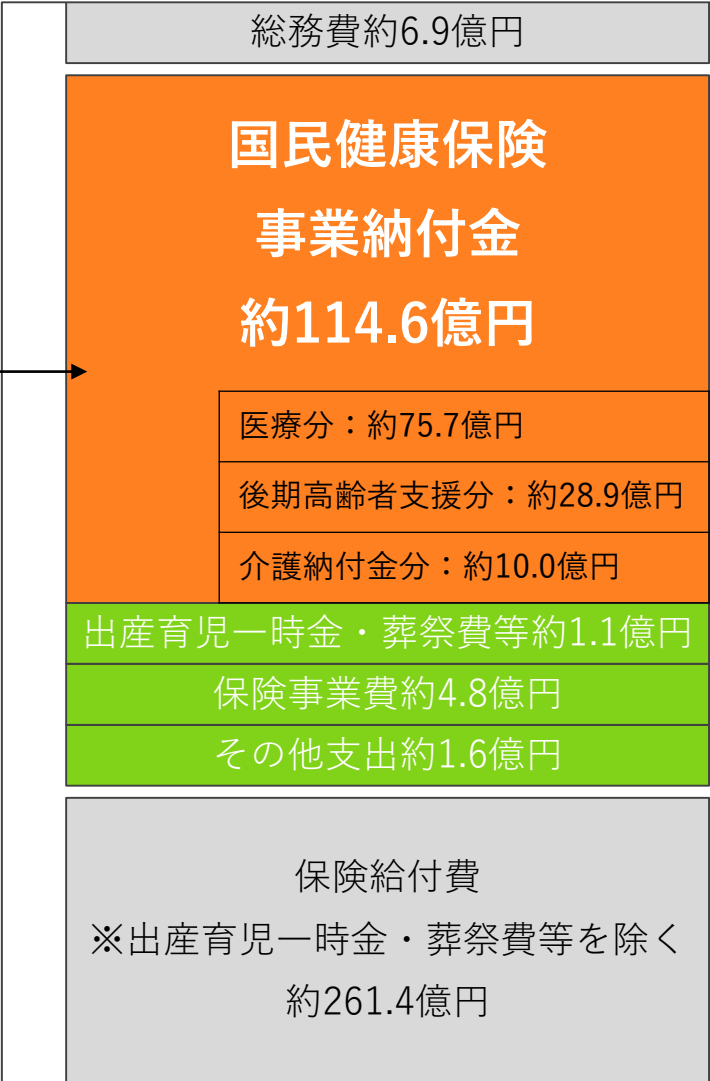 総務費約6.9億円
国民健康保険
事業納付金
約114.6億円
医療分：約75.7億円
後期高齢者支援分：約28.9億円
介護納付金分：約10.0億円
出産育児一時金・葬祭費等約1.1億円
保険事業費約4.8億円
その他支出約1.6億円
保険給付費
※出産育児一時金・葬祭費等を除く
約261.4億円